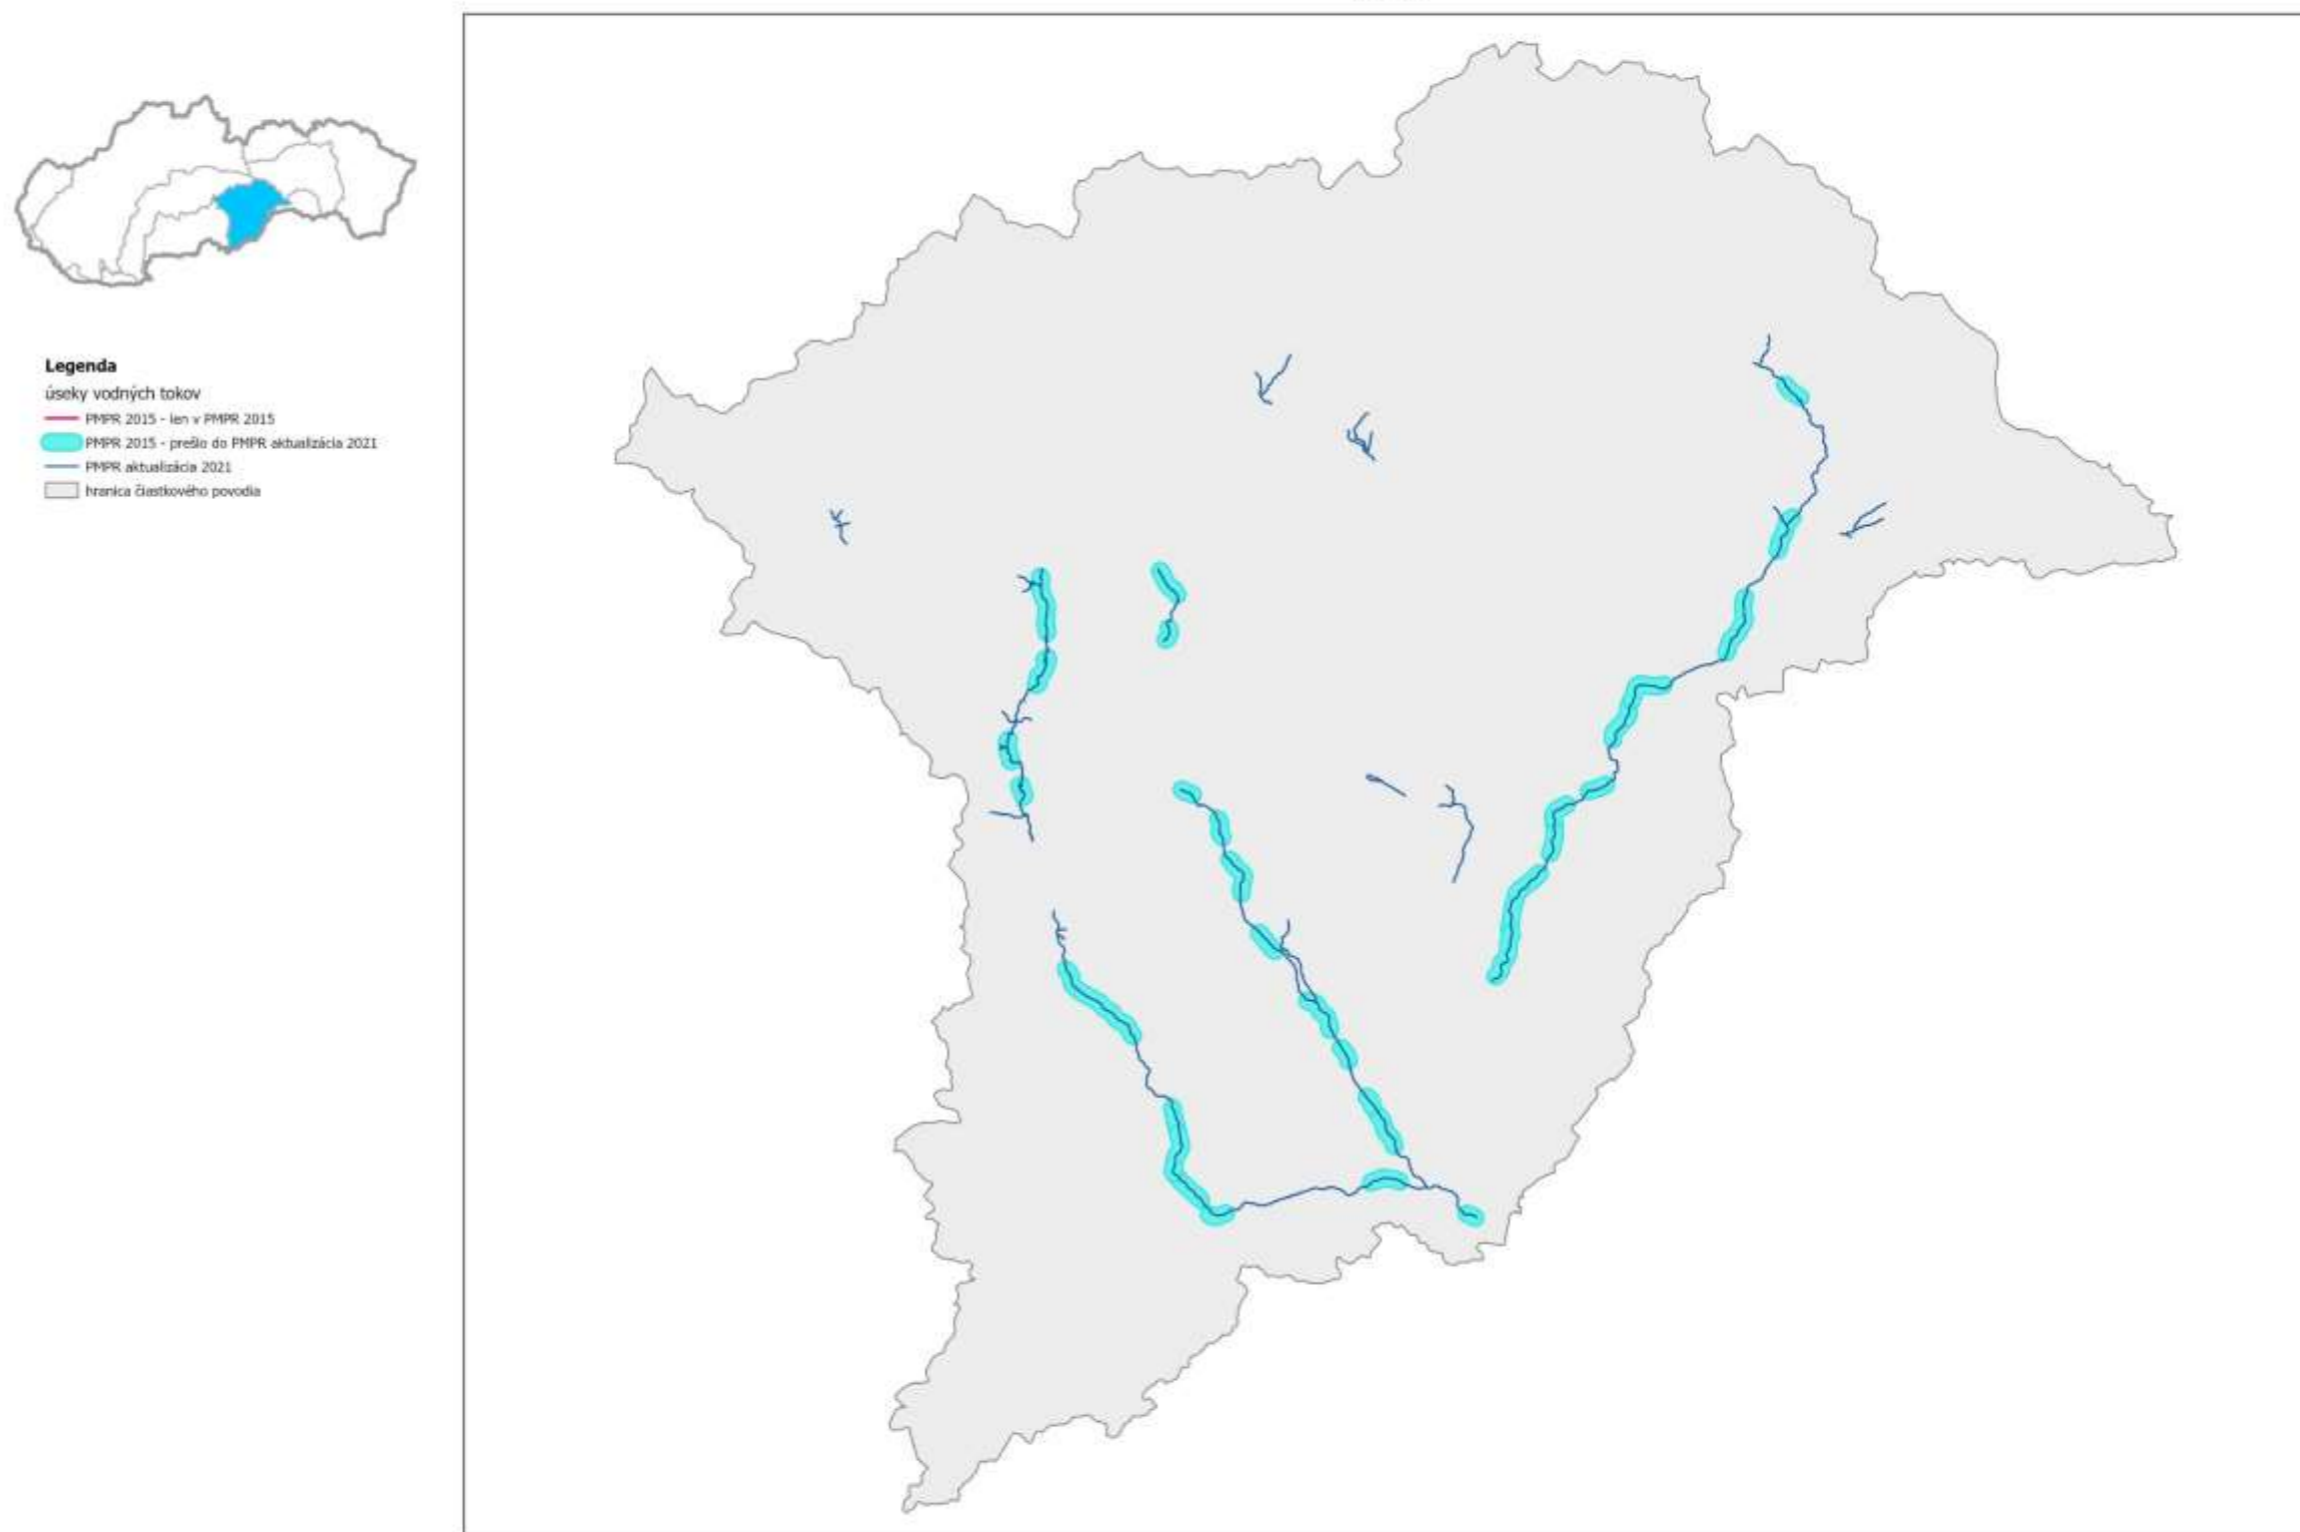 Legenda
úseky vodných tokov
PMPR 2015 - len v PMPR 2015
PMPR 2015 - prešlo do PMPR aktualizácia 2021
PMPR aktualizácia 2021
hranica čiastkového povodia